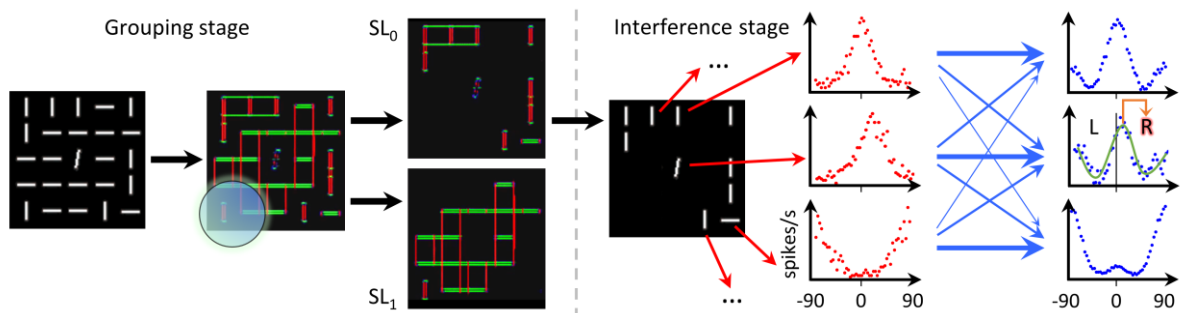 Grouping stage
SL0
SL1
Interference stage
...
...
spikes/s
-90 0 90
L R
-90 0 90